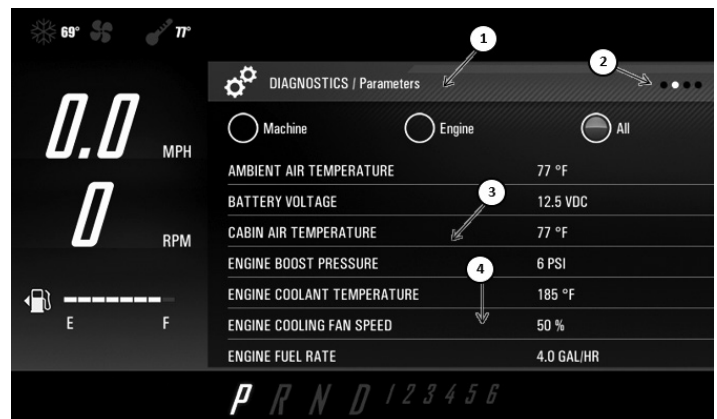 69° 77°
1
2
DIAGNOSTICS / Parameters
0.0 MPH
Machine Engine All
AMBIENT AIR TEMPERATURE 77 °F
BATTERY VOLTAGE 12.5 VDC
3
0 RPM
CABIN AIR TEMPERATURE 77 °F
ENGINE BOOST PRESSURE 6 PSI
4
ENGINE COOLANT TEMPERATURE 185 °F
E F
ENGINE COOLING FAN SPEED 50 %
ENGINE FUEL RATE 4.0 GAL/HR
P R N D 1 2 3 4 5 6